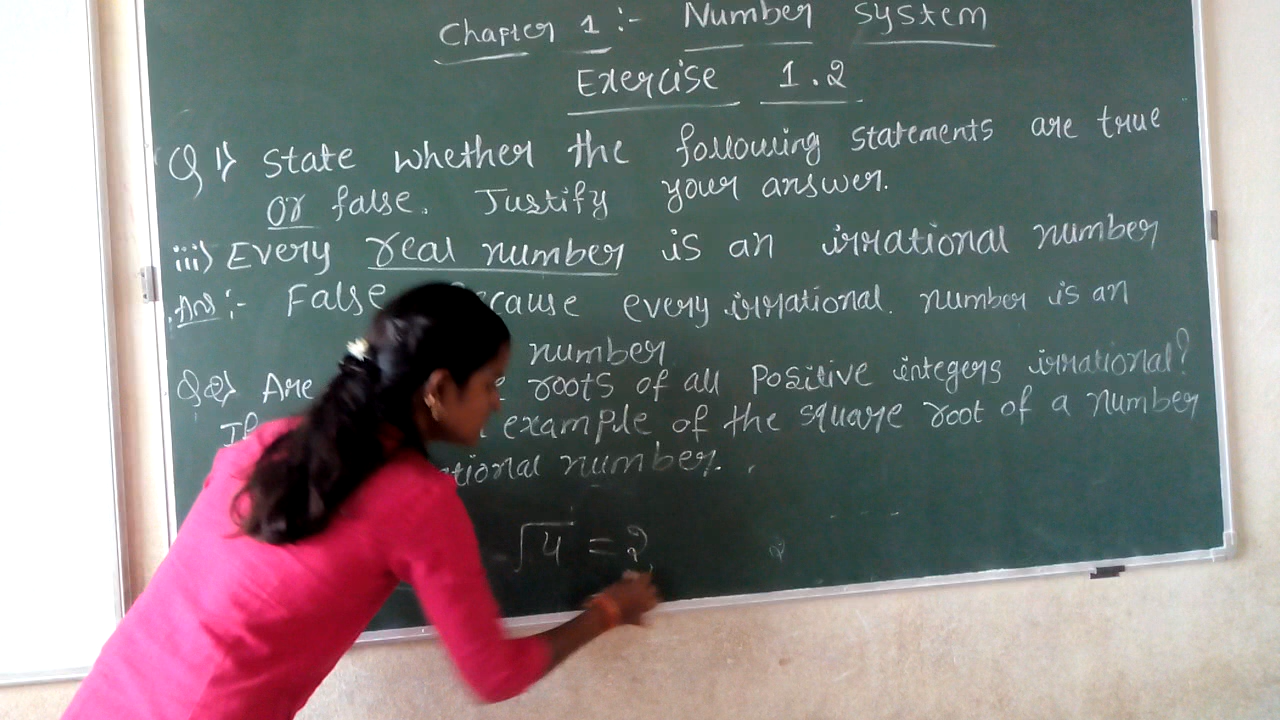 Chapter 1 :- Number system
Exercise 1.2
Q 1) State whether the following statements are true
or false. Justify your answer.
iii) Every real number is an irrational number
Ans :- False every irrational number is an
number
Q2) Are roots of all positive integers irrational?
If example of the square root of a number
number.
√4 = 2